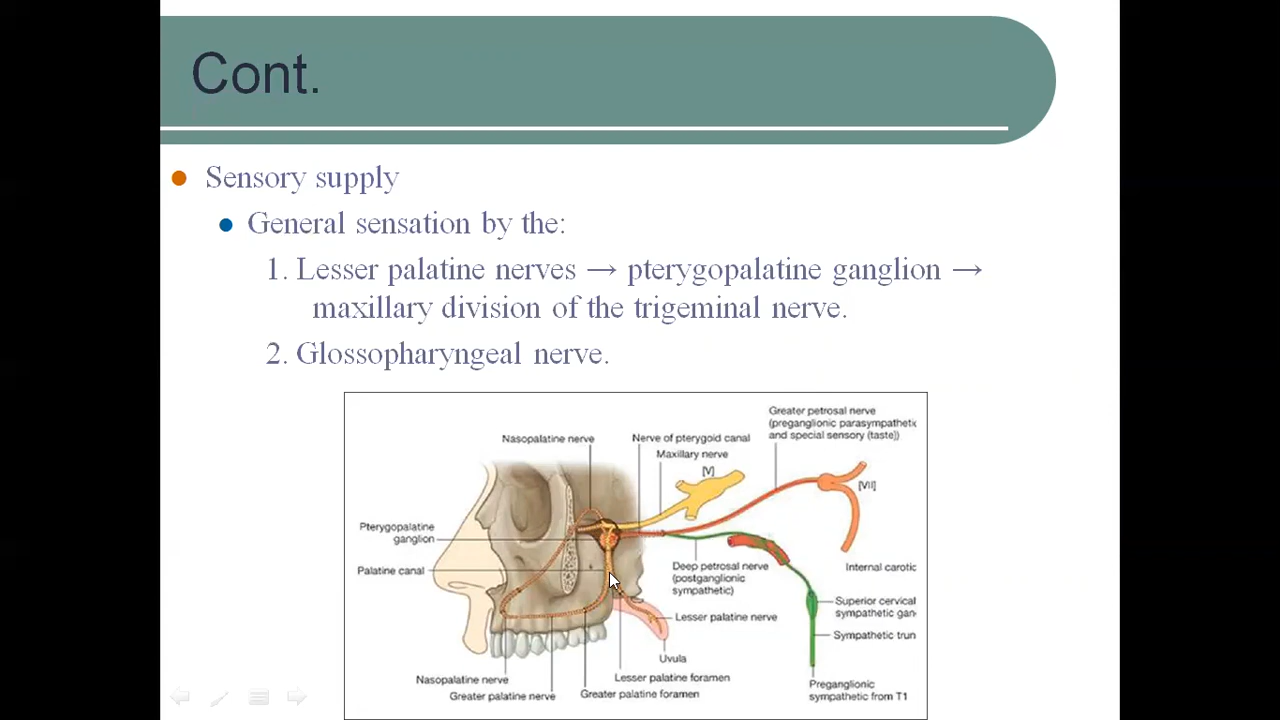 Cont.
Sensory supply
General sensation by the:
1. Lesser palatine nerves → pterygopalatine ganglion →
maxillary division of the trigeminal nerve.
2. Glossopharyngeal nerve.
Greater petrosal nerve
(preganglionic parasympathetic
and special sensory (taste))
Nasopalatine nerve
Nerve of pterygoid canal
Maxillary nerve
[V]
[VII]
Pterygopalatine
ganglion
Palatine canal
Deep petrosal nerve
(postganglionic
sympathetic)
Internal carotic
Superior cervical
sympathetic gan
Lesser palatine nerve
Sympathetic trun
Uvula
Lesser palatine foramen
Nasopalatine nerve
Greater palatine nerve
Greater palatine foramen
Preganglionic
sympathetic from T1